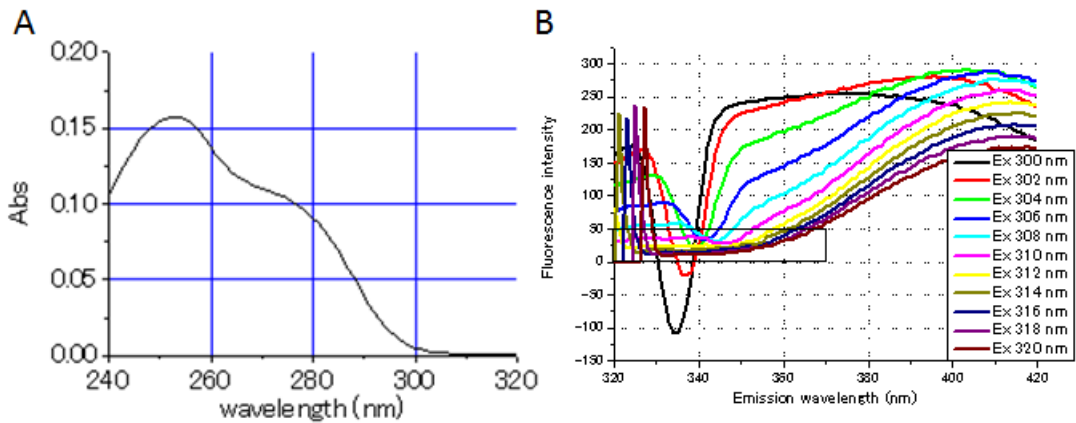 A
0.20
0.15
0.10
0.05
0.00
Abs
240 260 280 300 320
wavelength (nm)
B
300
250
200
150
100
50
0
-50
-100
-150
Fluorescence intensity
320 340 360 380 400 420
Emission wavelength (nm)
Ex 300 nm
Ex 302 nm
Ex 304 nm
Ex 306 nm
Ex 308 nm
Ex 310 nm
Ex 312 nm
Ex 314 nm
Ex 316 nm
Ex 318 nm
Ex 320 nm